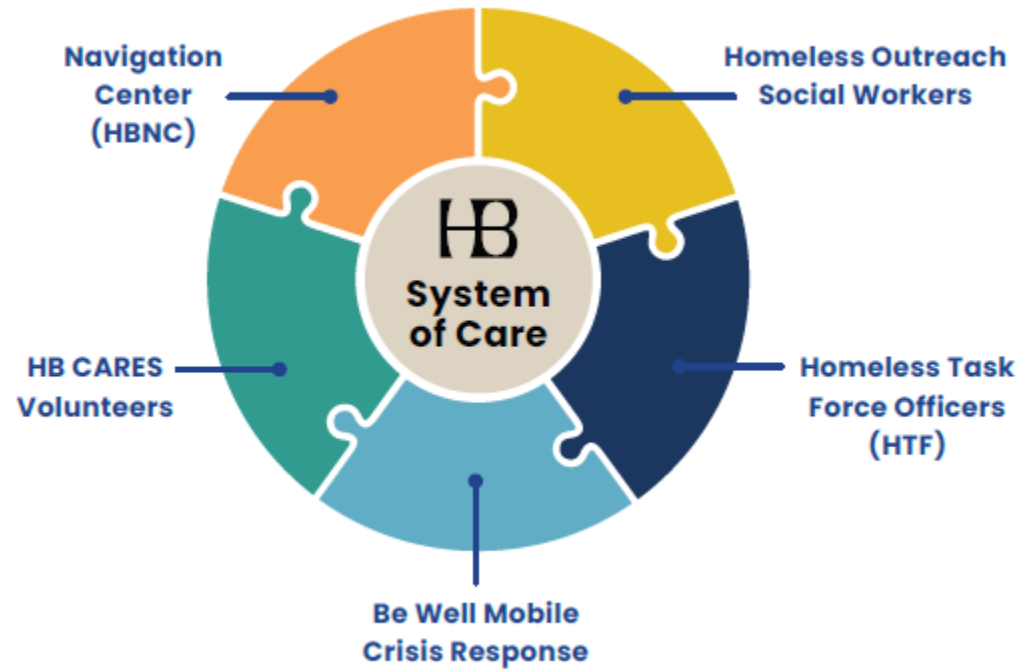 Navigation
Center
(HBNC)
Homeless Outreach
Social Workers
HB
System
of Care
HB CARES
Volunteers
Homeless Task
Force Officers
(HTF)
Be Well Mobile
Crisis Response